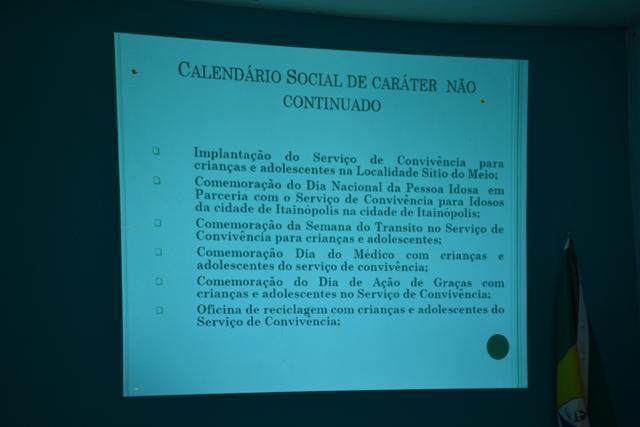 CALENDÁRIO SOCIAL DE CARÁTER NÃO
CONTINUADO
Implantação do Serviço de Convivência para
crianças e adolescentes na Localidade Sitio do Meio;
Comemoração do Dia Nacional da Pessoa Idosa em
Parceria com o Serviço de Convivência para Idosos
da cidade de Itainópolis na cidade de Itainópolis;
Comemoração da Semana do Transito no Serviço de
Convivência para crianças e adolescentes;
Comemoração Dia do Médico com crianças e
adolescentes do serviço de convivência;
Comemoração do Dia de Ação de Graças com
crianças e adolescentes no Serviço de Convivência;
Oficina de reciclagem com crianças e adolescentes do
Serviço de Convivência;